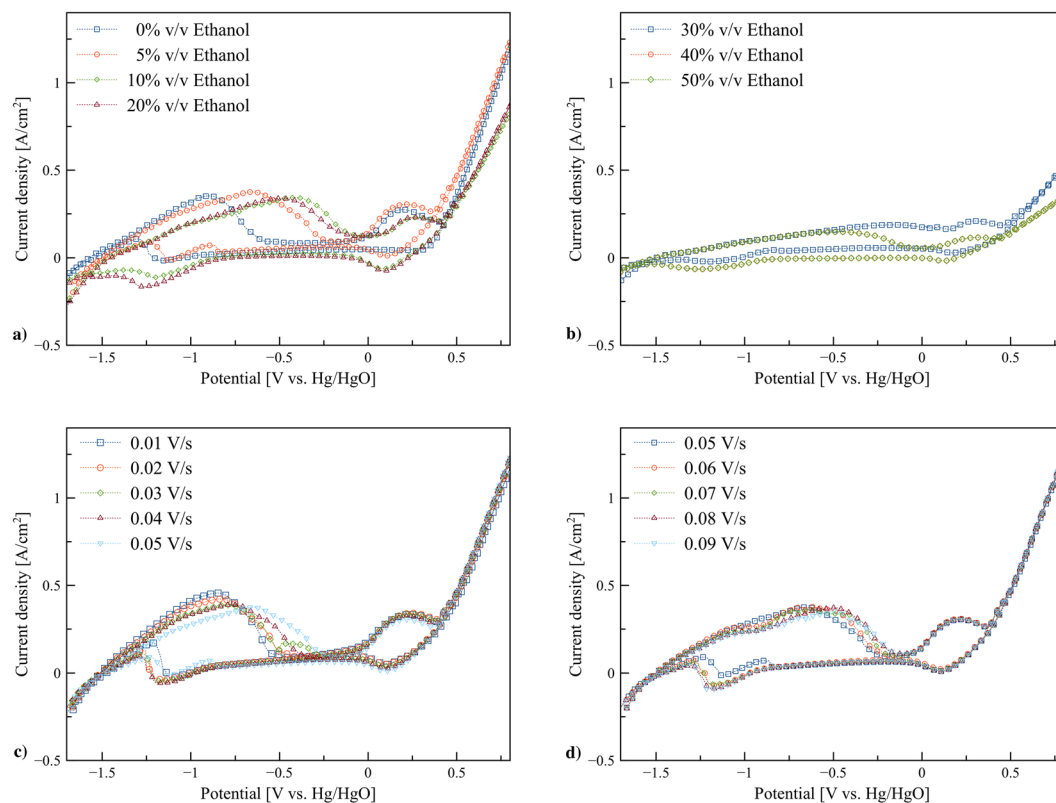 0% v/v Ethanol
5% v/v Ethanol
10% v/v Ethanol
20% v/v Ethanol
1
0.5
0
−0.5
Current density [A/cm²]
a)
−1.5 −1 −0.5 0 0.5
Potential [V vs. Hg/HgO]
30% v/v Ethanol
40% v/v Ethanol
50% v/v Ethanol
1
0.5
0
−0.5
Current density [A/cm²]
b)
−1.5 −1 −0.5 0 0.5
Potential [V vs. Hg/HgO]
0.01 V/s
0.02 V/s
0.03 V/s
0.04 V/s
0.05 V/s
1
0.5
0
−0.5
Current density [A/cm²]
c)
−1.5 −1 −0.5 0 0.5
Potential [V vs. Hg/HgO]
0.05 V/s
0.06 V/s
0.07 V/s
0.08 V/s
0.09 V/s
1
0.5
0
−0.5
Current density [A/cm²]
d)
−1.5 −1 −0.5 0 0.5
Potential [V vs. Hg/HgO]